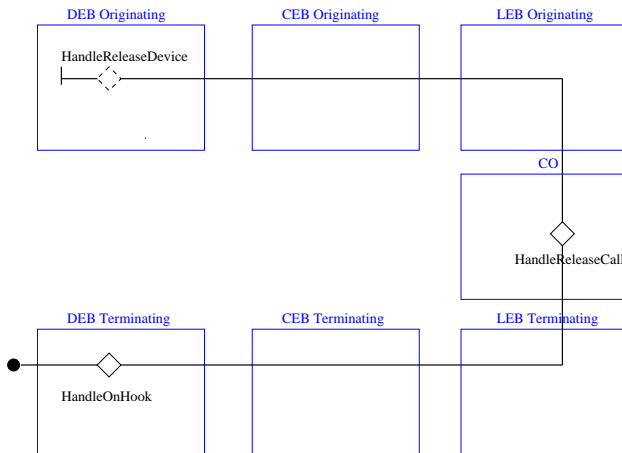 DEB Originating
CEB Originating
LEB Originating
HandleReleaseDevice
CO
HandleReleaseCall
DEB Terminating
CEB Terminating
LEB Terminating
HandleOnHook